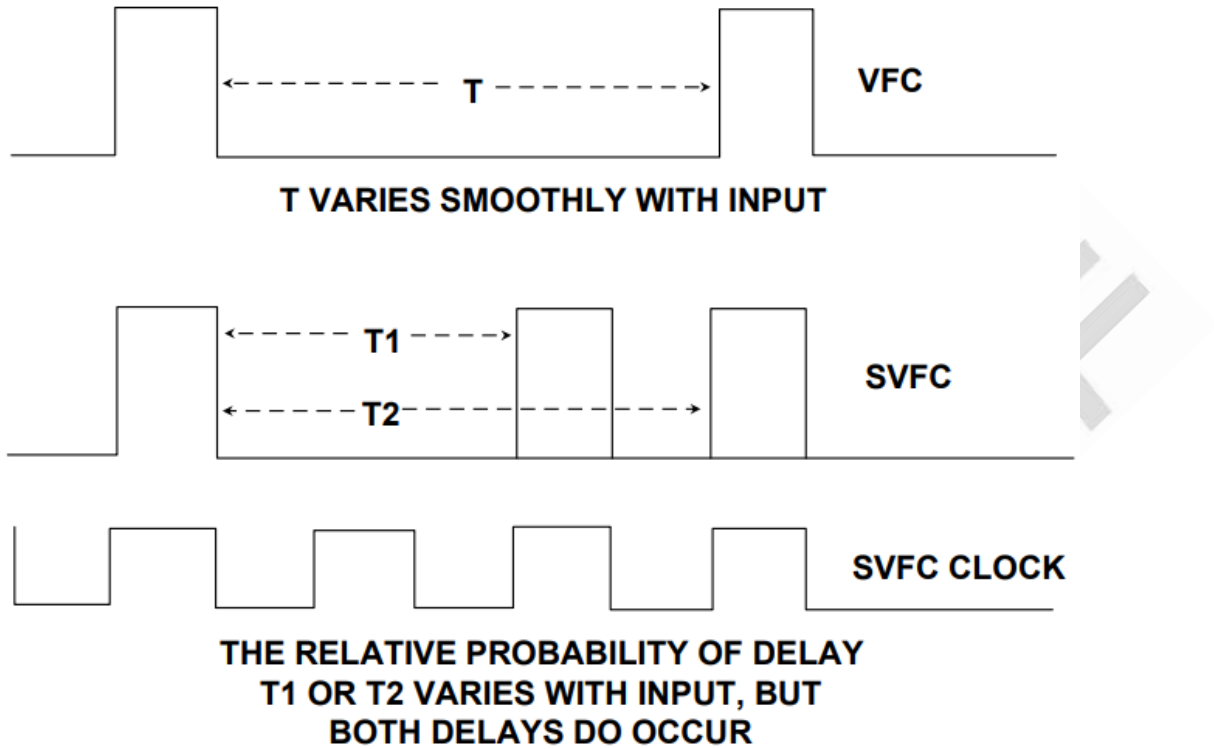 T
VFC
T VARIES SMOOTHLY WITH INPUT
T1
SVFC
T2
SVFC CLOCK
THE RELATIVE PROBABILITY OF DELAY
T1 OR T2 VARIES WITH INPUT, BUT
BOTH DELAYS DO OCCUR